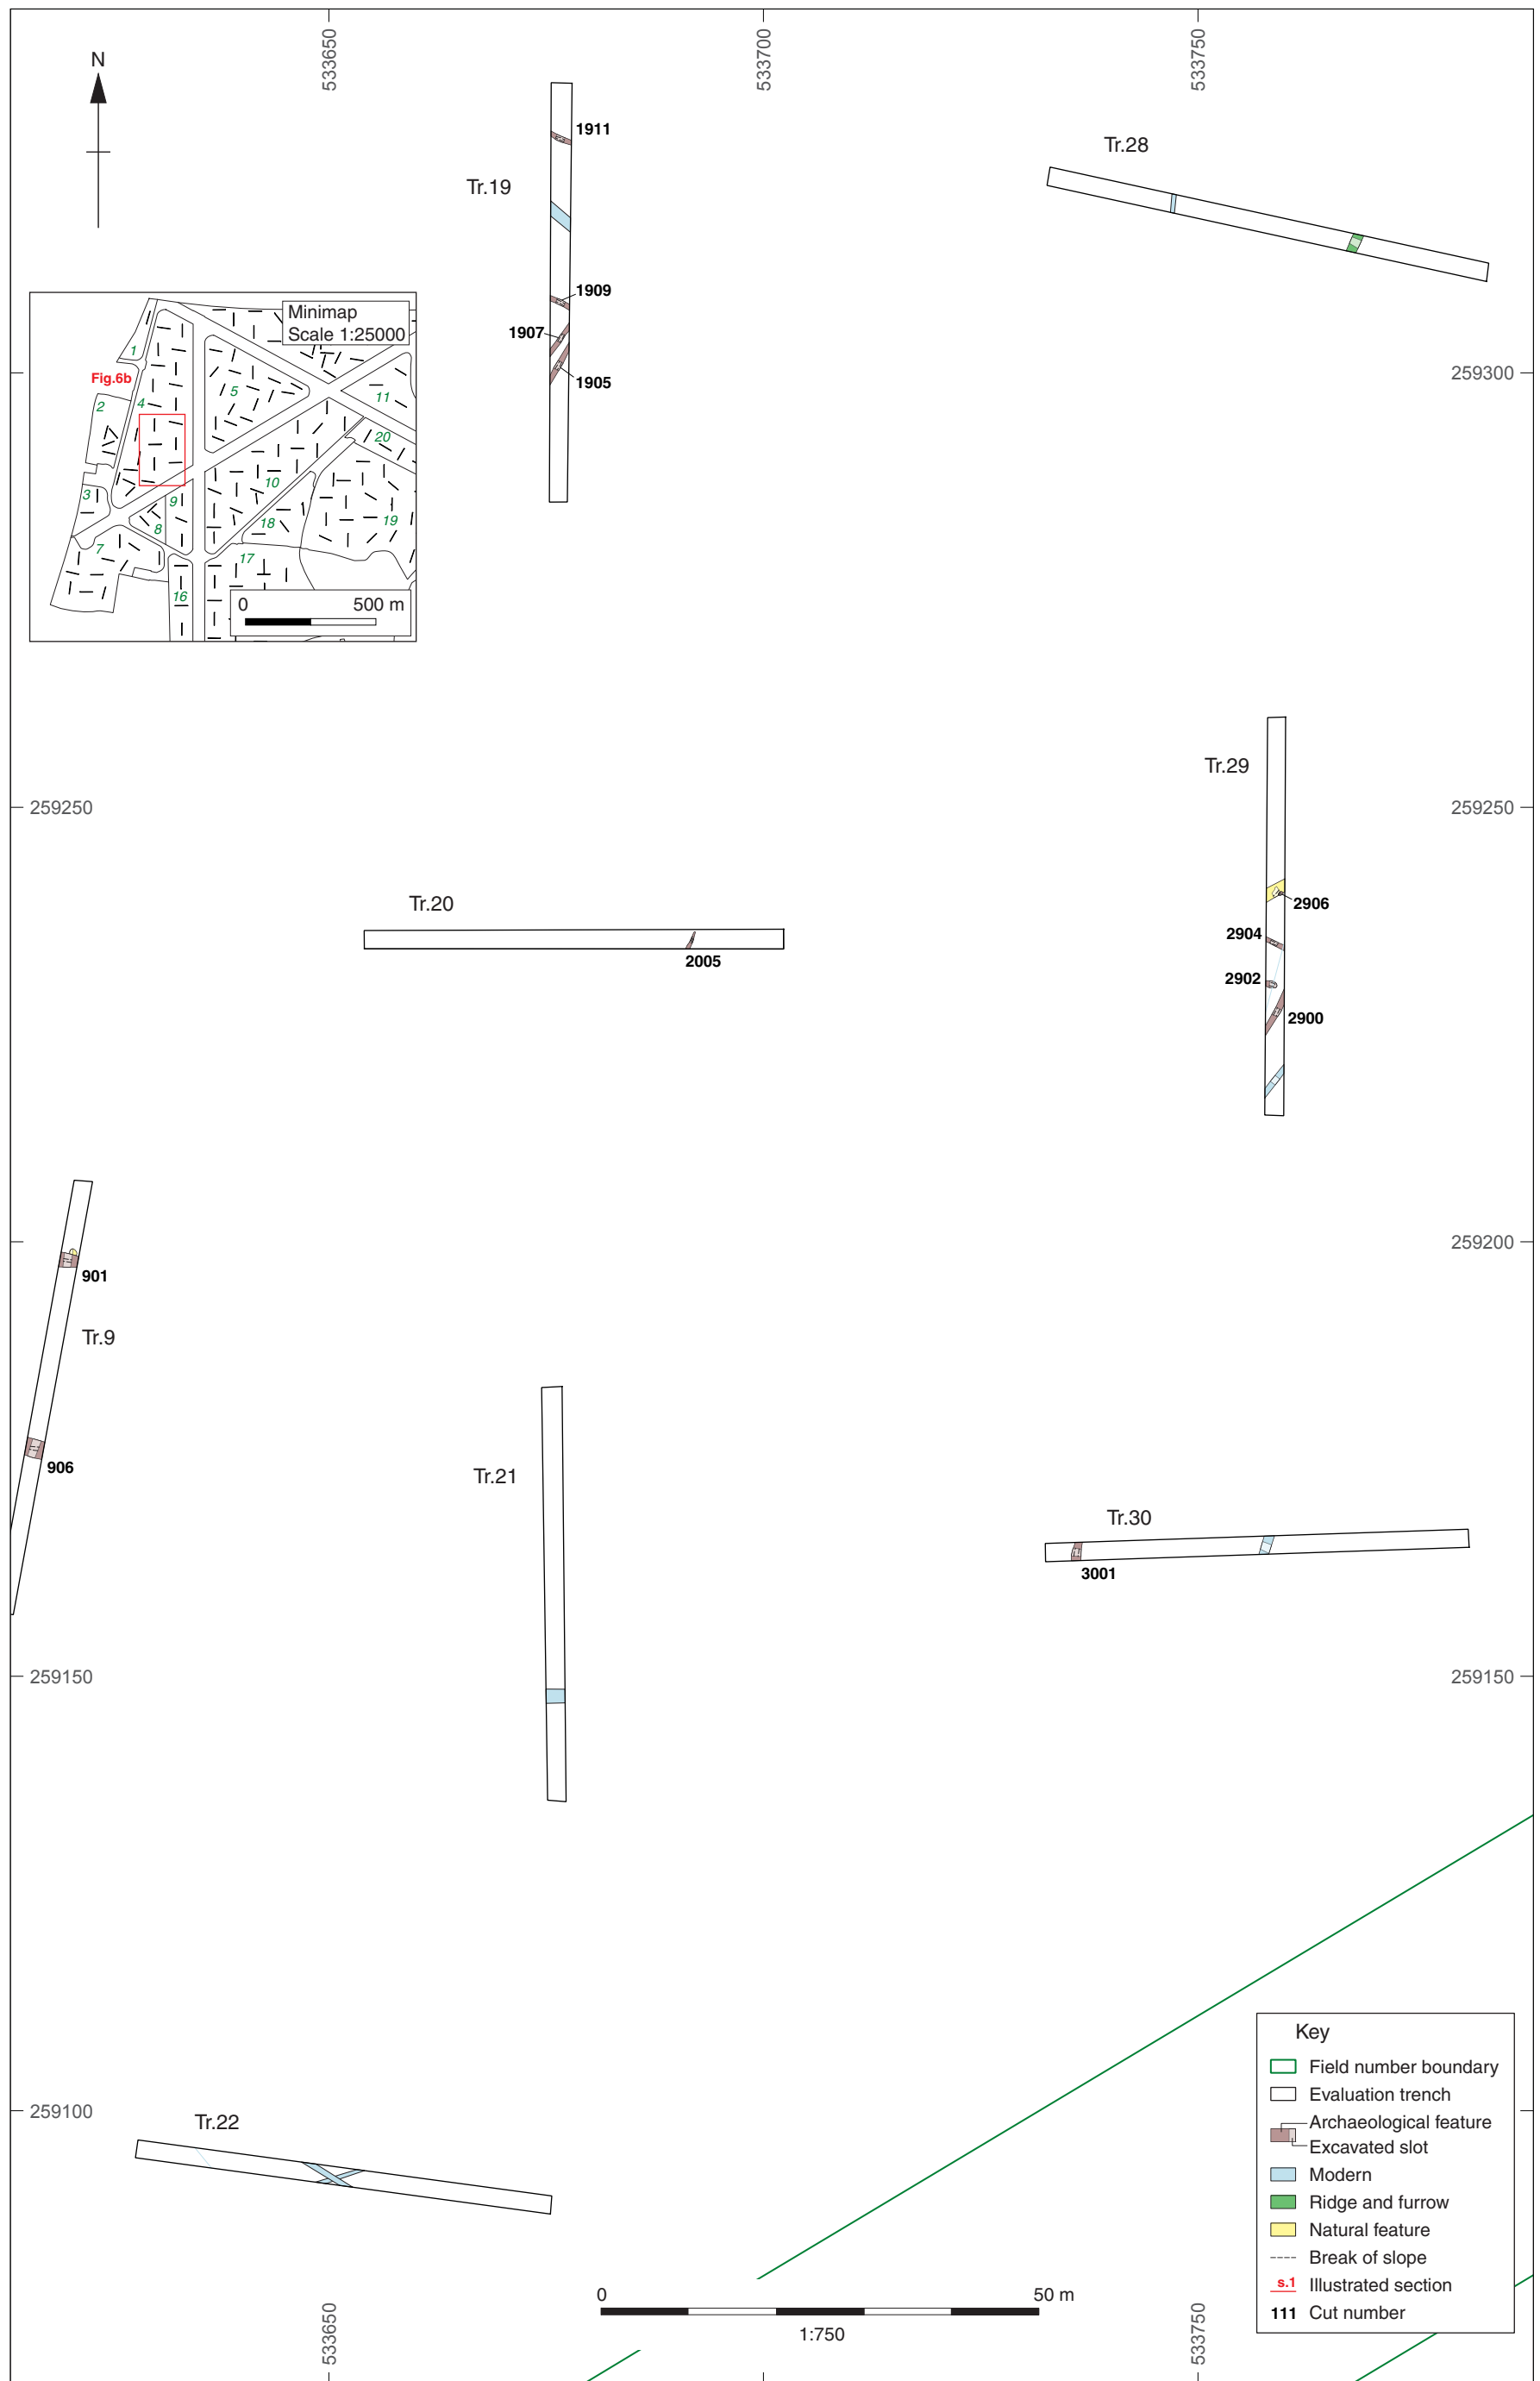 533650
533700
533750
N
1911
Tr.28
Tr.19
1909
1907
1905
Minimap
Scale 1:25000
1
Fig.6b
2
4
5
11
20
3
9
10
8
18
19
7
17
16
0
500 m
259300
Tr.29
259250
259250
2906
Tr.20
2904
2005
2902
2900
259200
901
Tr.9
906
Tr.21
Tr.30
3001
259150
259150
259100
Tr.22
Key
Field number boundary
Evaluation trench
Archaeological feature
Excavated slot
Modern
Ridge and furrow
Natural feature
Break of slope
s.1 Illustrated section
111 Cut number
0
50 m
1:750
533650
533750